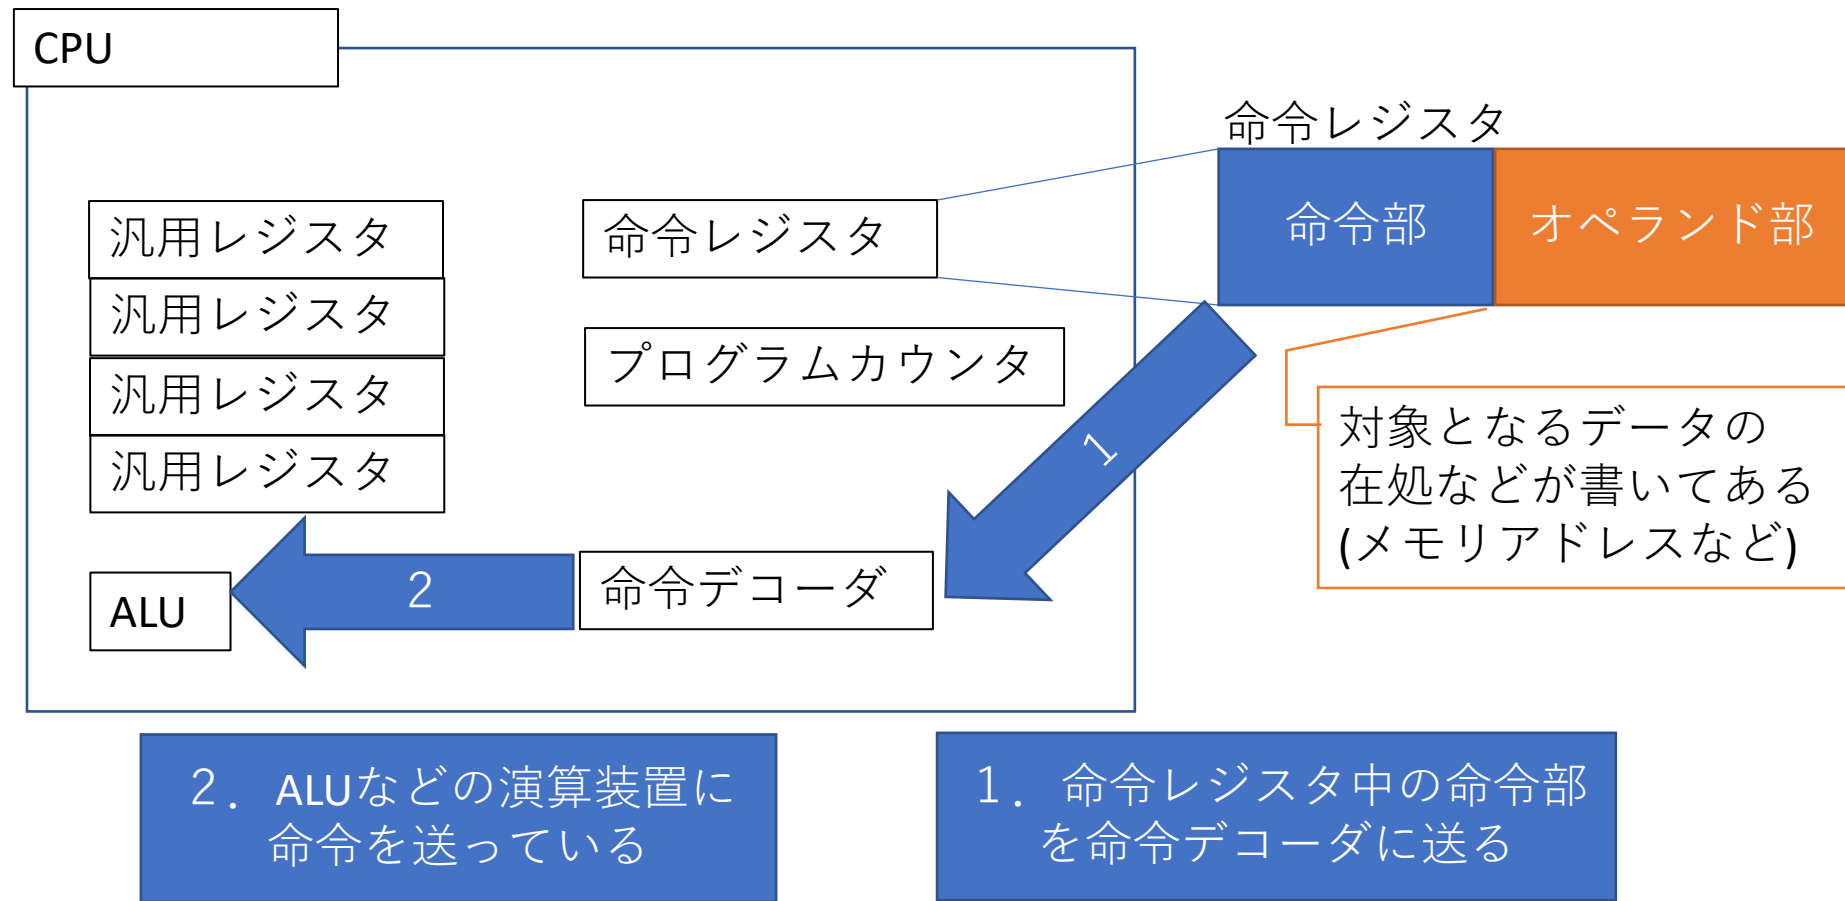 CPU
命令レジスタ
命令部
オペランド部
汎用レジスタ
命令レジスタ
汎用レジスタ
プログラムカウンタ
汎用レジスタ
汎用レジスタ
1
対象となるデータの
在処などが書いてある
(メモリアドレスなど)
ALU
2
命令デコーダ
2．ALUなどの演算装置に
命令を送っている
1．命令レジスタ中の命令部
を命令デコーダに送る